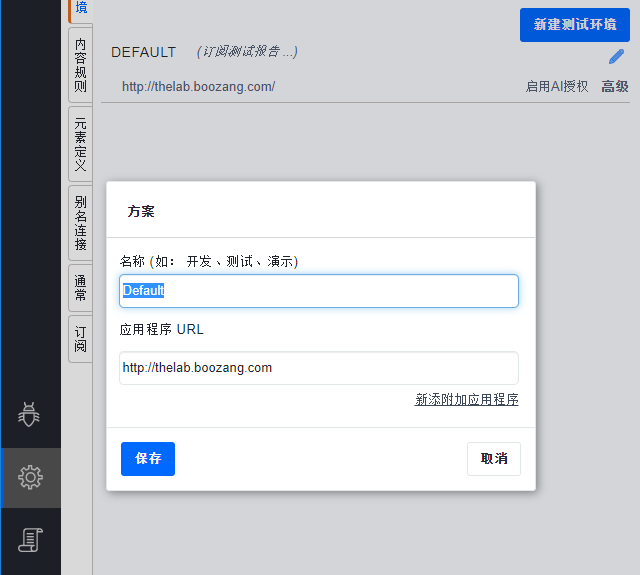 境
内容规则
元素定义
别名连接
通常
订阅
新建测试环境
DEFAULT (订阅测试报告 ...)
http://thelab.boozang.com/ 启用AI授权 高级
方案
名称 (如： 开发、测试、演示)
Default
应用程序 URL
http://thelab.boozang.com
新添附加应用程序
保存 取消